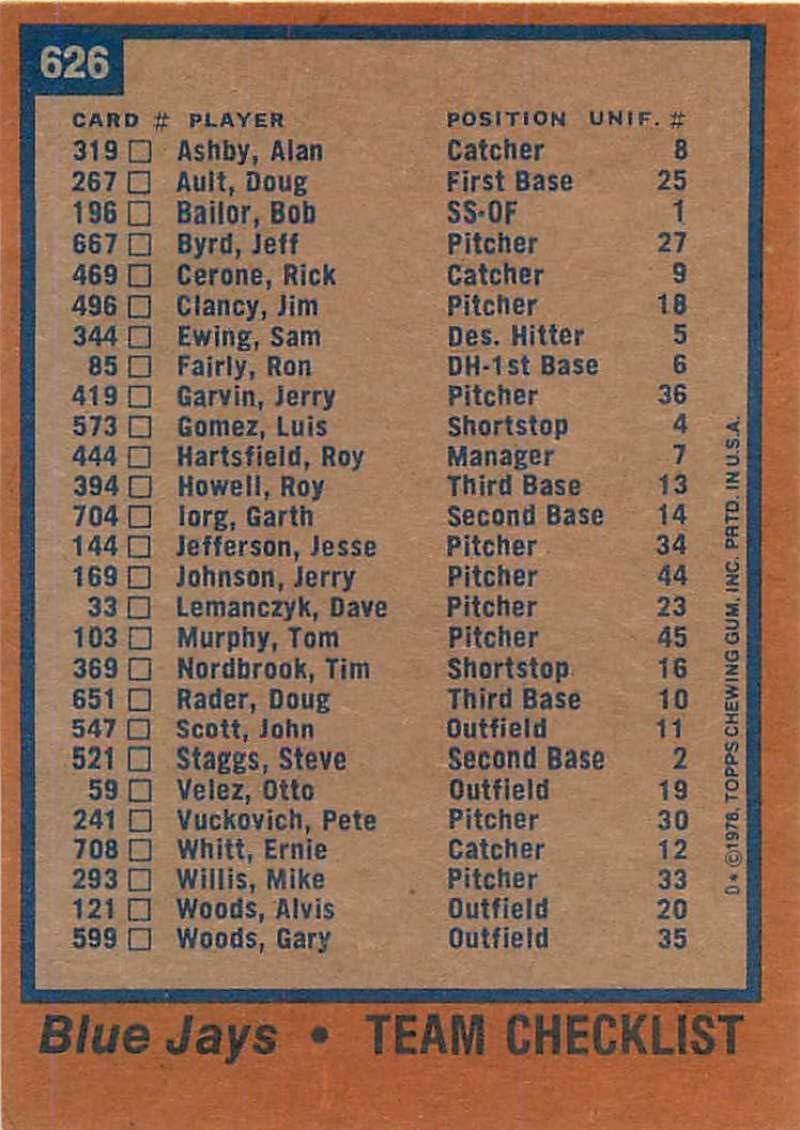 626
CARD # PLAYER POSITION UNIF. #
319 □ Ashby, Alan Catcher 8
267 □ Ault, Doug First Base 25
196 □ Bailor, Bob SS-OF 1
667 □ Byrd, Jeff Pitcher 27
469 □ Cerone, Rick Catcher 9
496 □ Clancy, Jim Pitcher 18
344 □ Ewing, Sam Des. Hitter 5
85 □ Fairly, Ron DH-1st Base 6
419 □ Garvin, Jerry Pitcher 36
573 □ Gomez, Luis Shortstop 4
444 □ Hartsfield, Roy Manager 7
394 □ Howell, Roy Third Base 13
704 □ Iorg, Garth Second Base 14
144 □ Jefferson, Jesse Pitcher 34
169 □ Johnson, Jerry Pitcher 44
33 □ Lemanczyk, Dave Pitcher 23
103 □ Murphy, Tom Pitcher 45
369 □ Nordbrook, Tim Shortstop 16
651 □ Rader, Doug Third Base 10
547 □ Scott, John Outfield 11
521 □ Staggs, Steve Second Base 2
59 □ Velez, Otto Outfield 19
241 □ Vuckovich, Pete Pitcher 30
708 □ Whitt, Ernie Catcher 12
293 □ Willis, Mike Pitcher 33
121 □ Woods, Alvis Outfield 20
599 □ Woods, Gary Outfield 35
D* ©1978, TOPPS CHEWING GUM, INC. PRTD. IN U.S.A.
Blue Jays • TEAM CHECKLIST